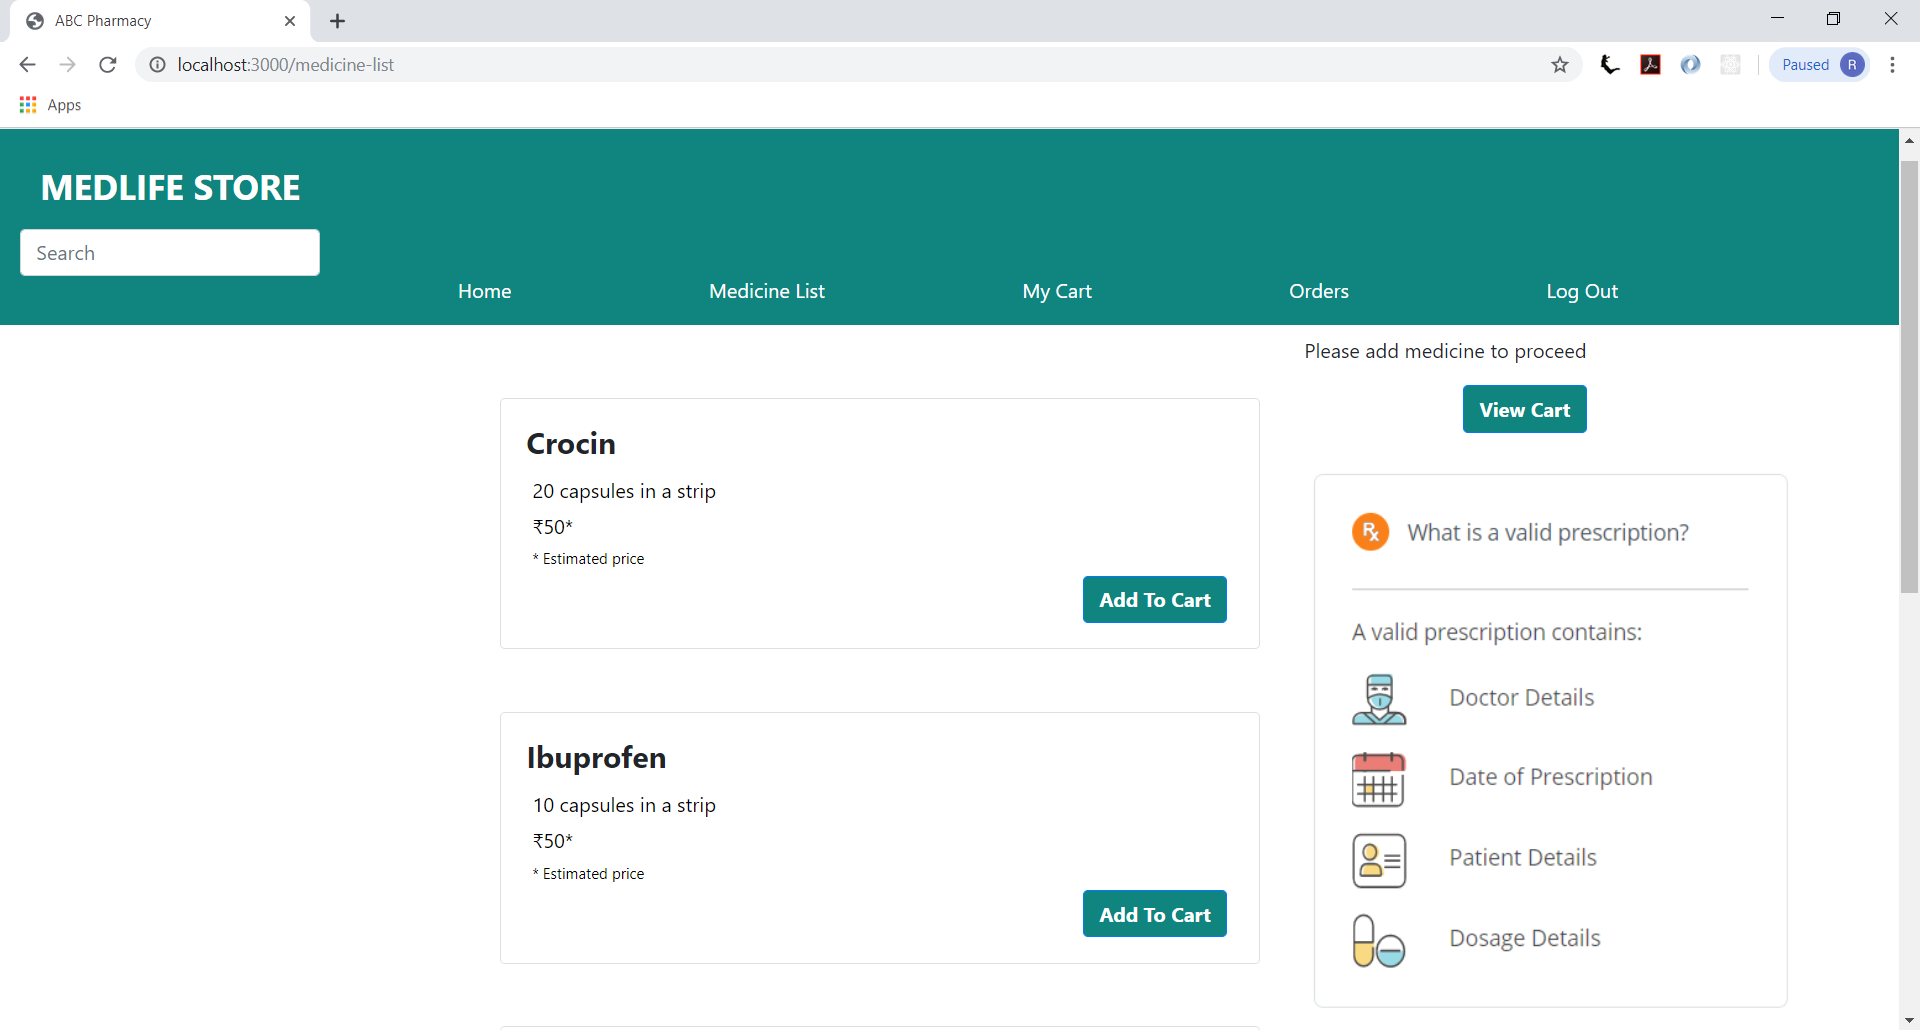 ABC Pharmacy
localhost:3000/medicine-list
Paused R
Apps
MEDLIFE STORE
Search
Home Medicine List My Cart Orders Log Out
Please add medicine to proceed
View Cart
Crocin
20 capsules in a strip
₹50*
* Estimated price
Add To Cart
Ibuprofen
10 capsules in a strip
₹50*
* Estimated price
Add To Cart
Rx What is a valid prescription?
A valid prescription contains:
Doctor Details
Date of Prescription
Patient Details
Dosage Details